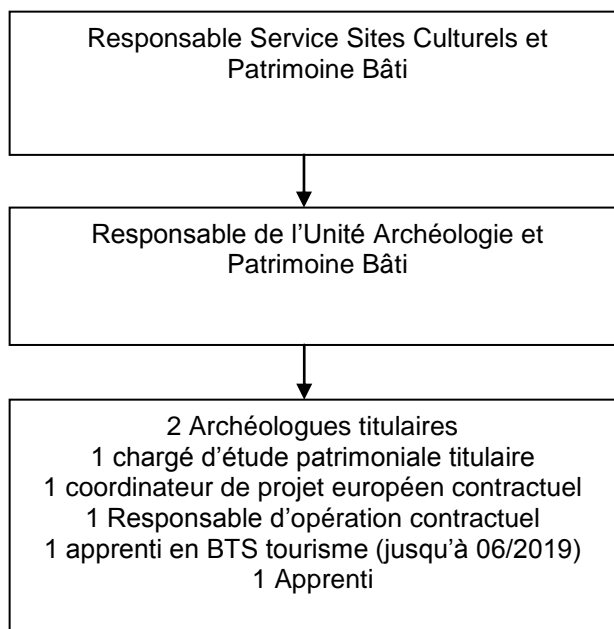 Responsable Service Sites Culturels et
Patrimoine Bâti
Responsable de l’Unité Archéologie et
Patrimoine Bâti
2 Archéologues titulaires
1 chargé d’étude patrimoniale titulaire
1 coordinateur de projet européen contractuel
1 Responsable d’opération contractuel
1 apprenti en BTS tourisme (jusqu’à 06/2019)
1 Apprenti